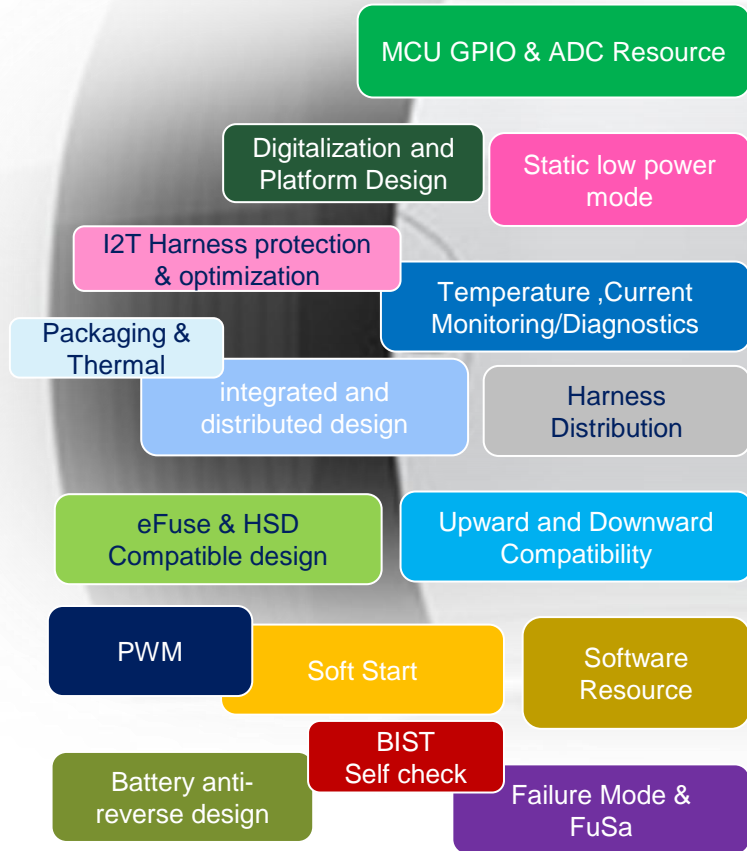 MCU GPIO & ADC Resource
Digitalization and
Platform Design
Static low power
mode
I2T Harness protection
& optimization
Temperature ,Current
Monitoring/Diagnostics
Packaging &
Thermal
integrated and
distributed design
Harness
Distribution
eFuse & HSD
Compatible design
Upward and Downward
Compatibility
PWM
Soft Start
Software
Resource
BIST
Self check
Battery anti-
reverse design
Failure Mode &
FuSa